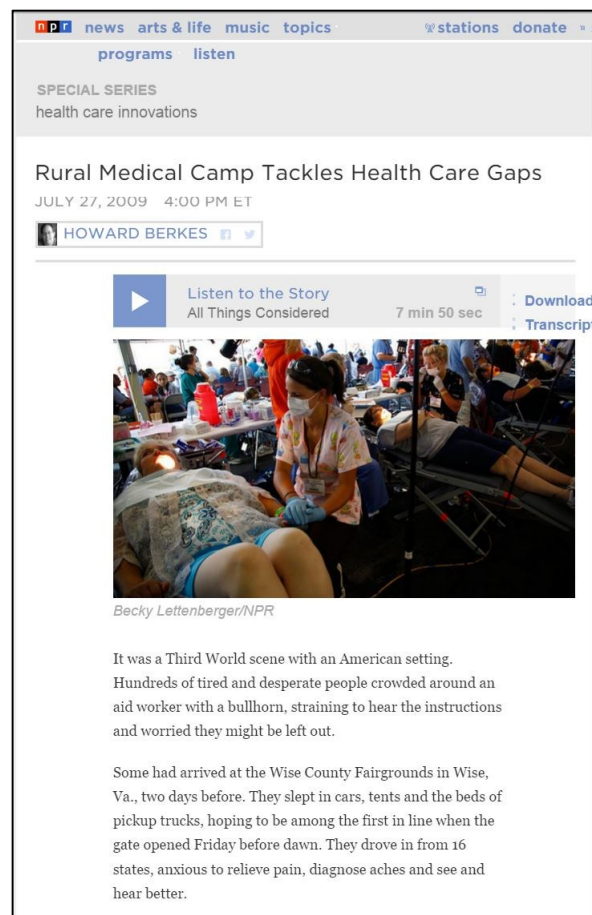 npr news arts & life music topics stations donate
programs listen
SPECIAL SERIES
health care innovations
Rural Medical Camp Tackles Health Care Gaps
JULY 27, 2009 4:00 PM ET
HOWARD BERKES
Listen to the Story
All Things Considered 7 min 50 sec
Download
Transcript
Becky Lettenberger/NPR
It was a Third World scene with an American setting.
Hundreds of tired and desperate people crowded around an
aid worker with a bullhorn, straining to hear the instructions
and worried they might be left out.
Some had arrived at the Wise County Fairgrounds in Wise,
Va., two days before. They slept in cars, tents and the beds of
pickup trucks, hoping to be among the first in line when the
gate opened Friday before dawn. They drove in from 16
states, anxious to relieve pain, diagnose aches and see and
hear better.